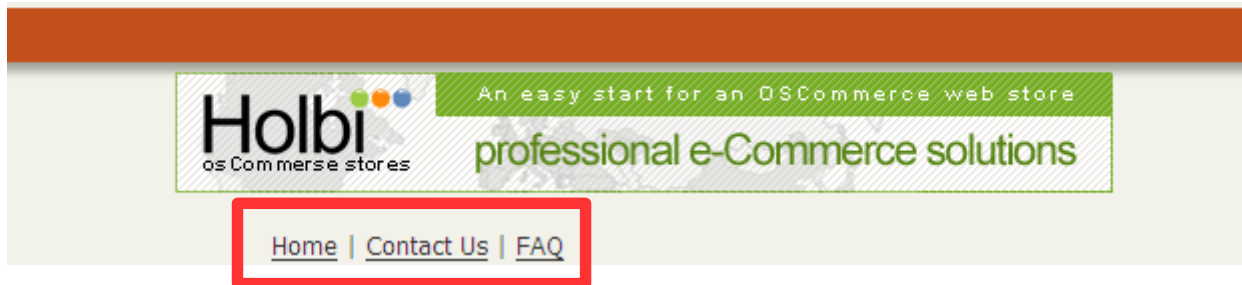 An easy start for an OSCommerce web store
Holbi
professional e-Commerce solutions
osCommerse stores
Home | Contact Us | FAQ